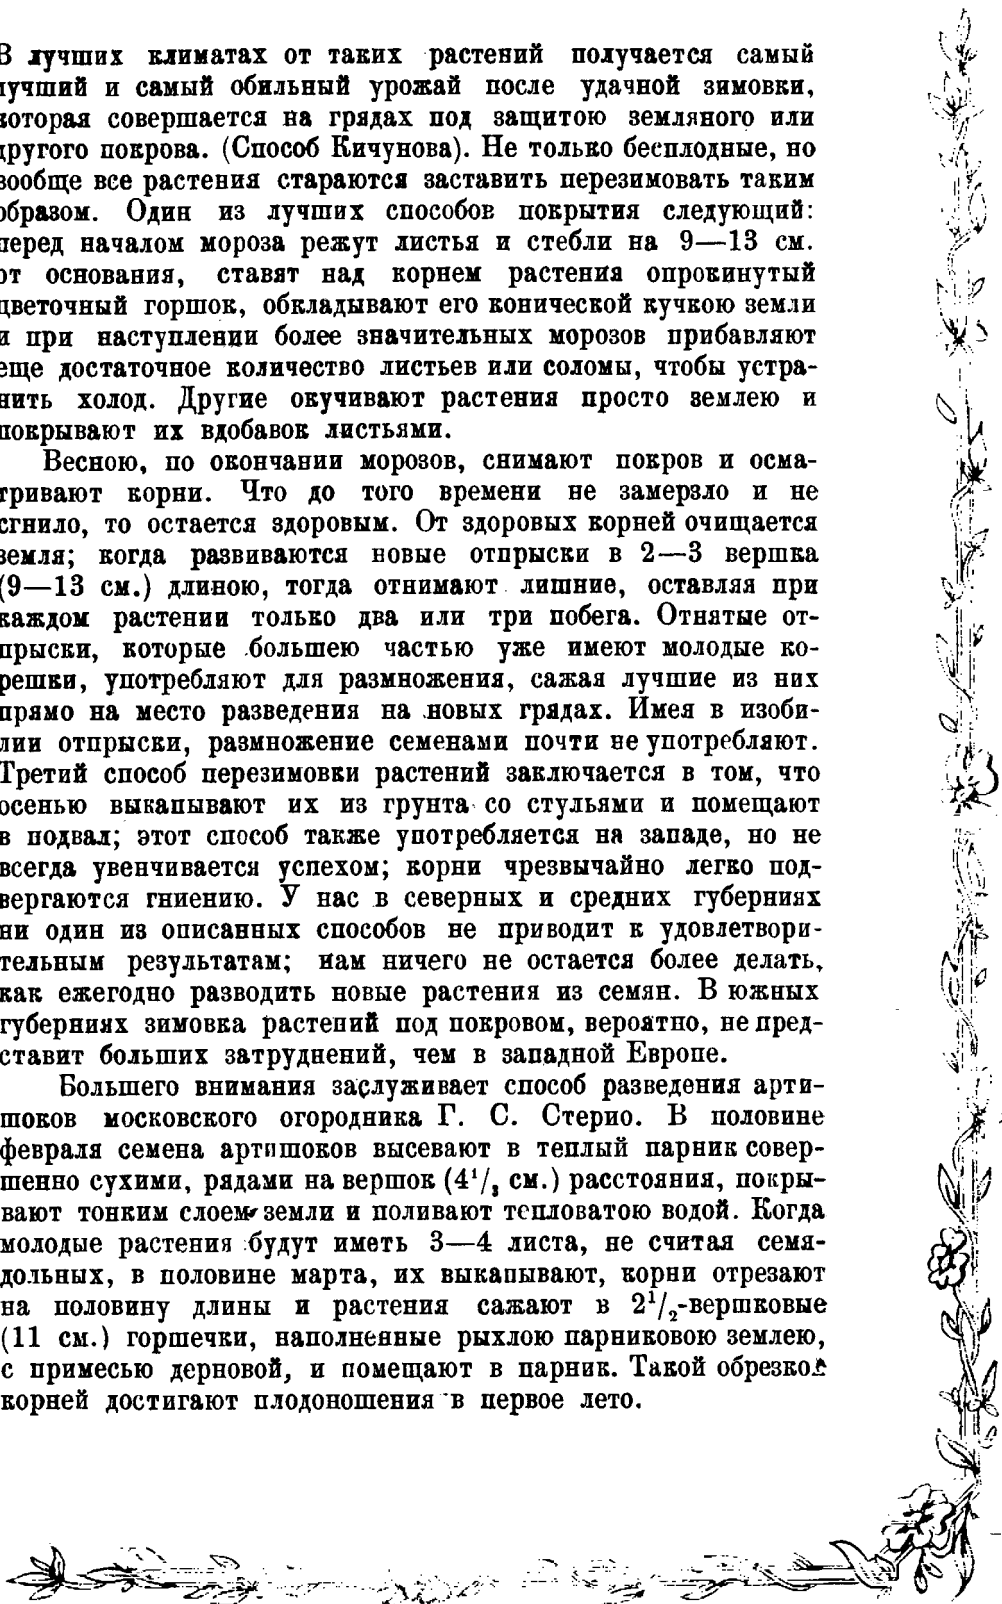 В лучших климатах от таких растений получается самый
лучший и самый обильный урожай после удачной зимовки,
которая совершается на грядах под защитою земляного или
другого покрова. (Способ Кичунова). Не только бесплодные, но
вообще все растения стараются заставить перезимовать таким
образом. Один из лучших способов покрытия следующий:
перед началом мороза режут листья и стебли на 9—13 см.
от основания, ставят над корнем растения опрокинутый
цветочный горшок, обкладывают его конической кучкою земли
и при наступлении более значительных морозов прибавляют
еще достаточное количество листьев или соломы, чтобы устра-
нить холод. Другие окучивают растения просто землею и
покрывают их вдобавок листьями.
Весною, по окончании морозов, снимают покров и осма-
тривают корни. Что до того времени не замерзло и не
сгнило, то остается здоровым. От здоровых корней очищается
земля; когда развиваются новые отпрыски в 2—3 вершка
(9—13 см.) длиною, тогда отнимают лишние, оставляя при
каждом растении только два или три побега. Отнятые от-
прыски, которые большею частью уже имеют молодые ко-
решки, употребляют для размножения, сажая лучшие из них
прямо на место разведения на новых грядах. Имея в изоби-
лии отпрыски, размножение семенами почти не употребляют.
Третий способ перезимовки растений заключается в том, что
осенью выкапывают их из грунта со стульями и помещают
в подвал; этот способ также употребляется на западе, но не
всегда увенчивается успехом; корни чрезвычайно легко под-
вергаются гниению. У нас в северных и средних губерниях
ни один из описанных способов не приводит к удовлетвори-
тельным результатам; нам ничего не остается более делать,
как ежегодно разводить новые растения из семян. В южных
губерниях зимовка растений под покровом, вероятно, не пред-
ставит больших затруднений, чем в западной Европе.
Большего внимания заслуживает способ разведения арти-
шоков московского огородника Г. С. Стерио. В половине
февраля семена артишоков высевают в теплый парник совер-
шенно сухими, рядами на вершок (4¹/₂ см.) расстояния, покры-
вают тонким слоем земли и поливают тепловатою водой. Когда
молодые растения будут иметь 3—4 листа, не считая семя-
дольных, в половине марта, их выкапывают, корни отрезают
на половину длины и растения сажают в 2¹/₂-вершковые
(11 см.) горшечки, наполненные рыхлою парниковою землею,
с примесью дерновой, и помещают в парник. Такой обрезкой
корней достигают плодоношения в первое лето.